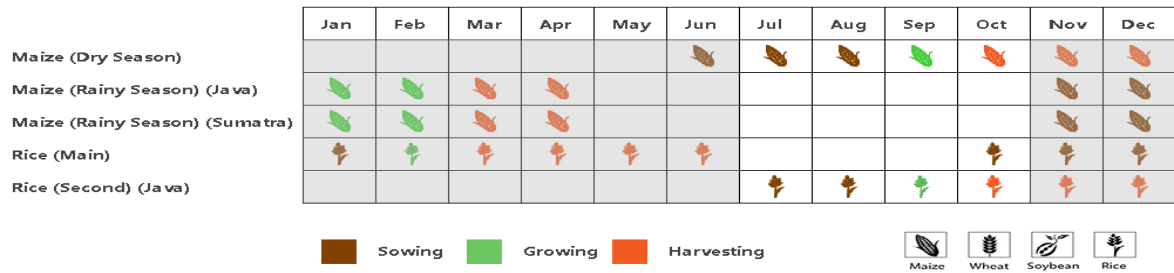 Jan Feb Mar Apr May Jun Jul Aug Sep Oct Nov Dec
Maize (Dry Season)
Maize (Rainy Season) (Java)
Maize (Rainy Season) (Sumatra)
Rice (Main)
Rice (Second) (Java)
Sowing Growing Harvesting
Maize Wheat Soybean Rice